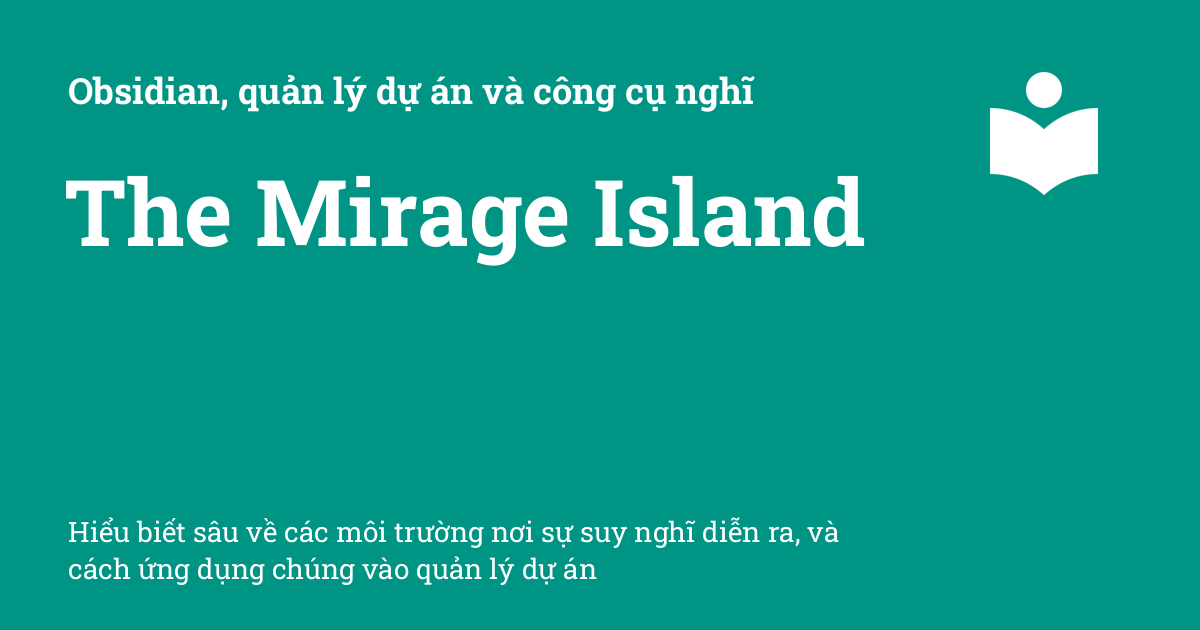 Obsidian, quản lý dự án và công cụ nghĩ
The Mirage Island
Hiểu biết sâu về các môi trường nơi sự suy nghĩ diễn ra, và
cách ứng dụng chúng vào quản lý dự án